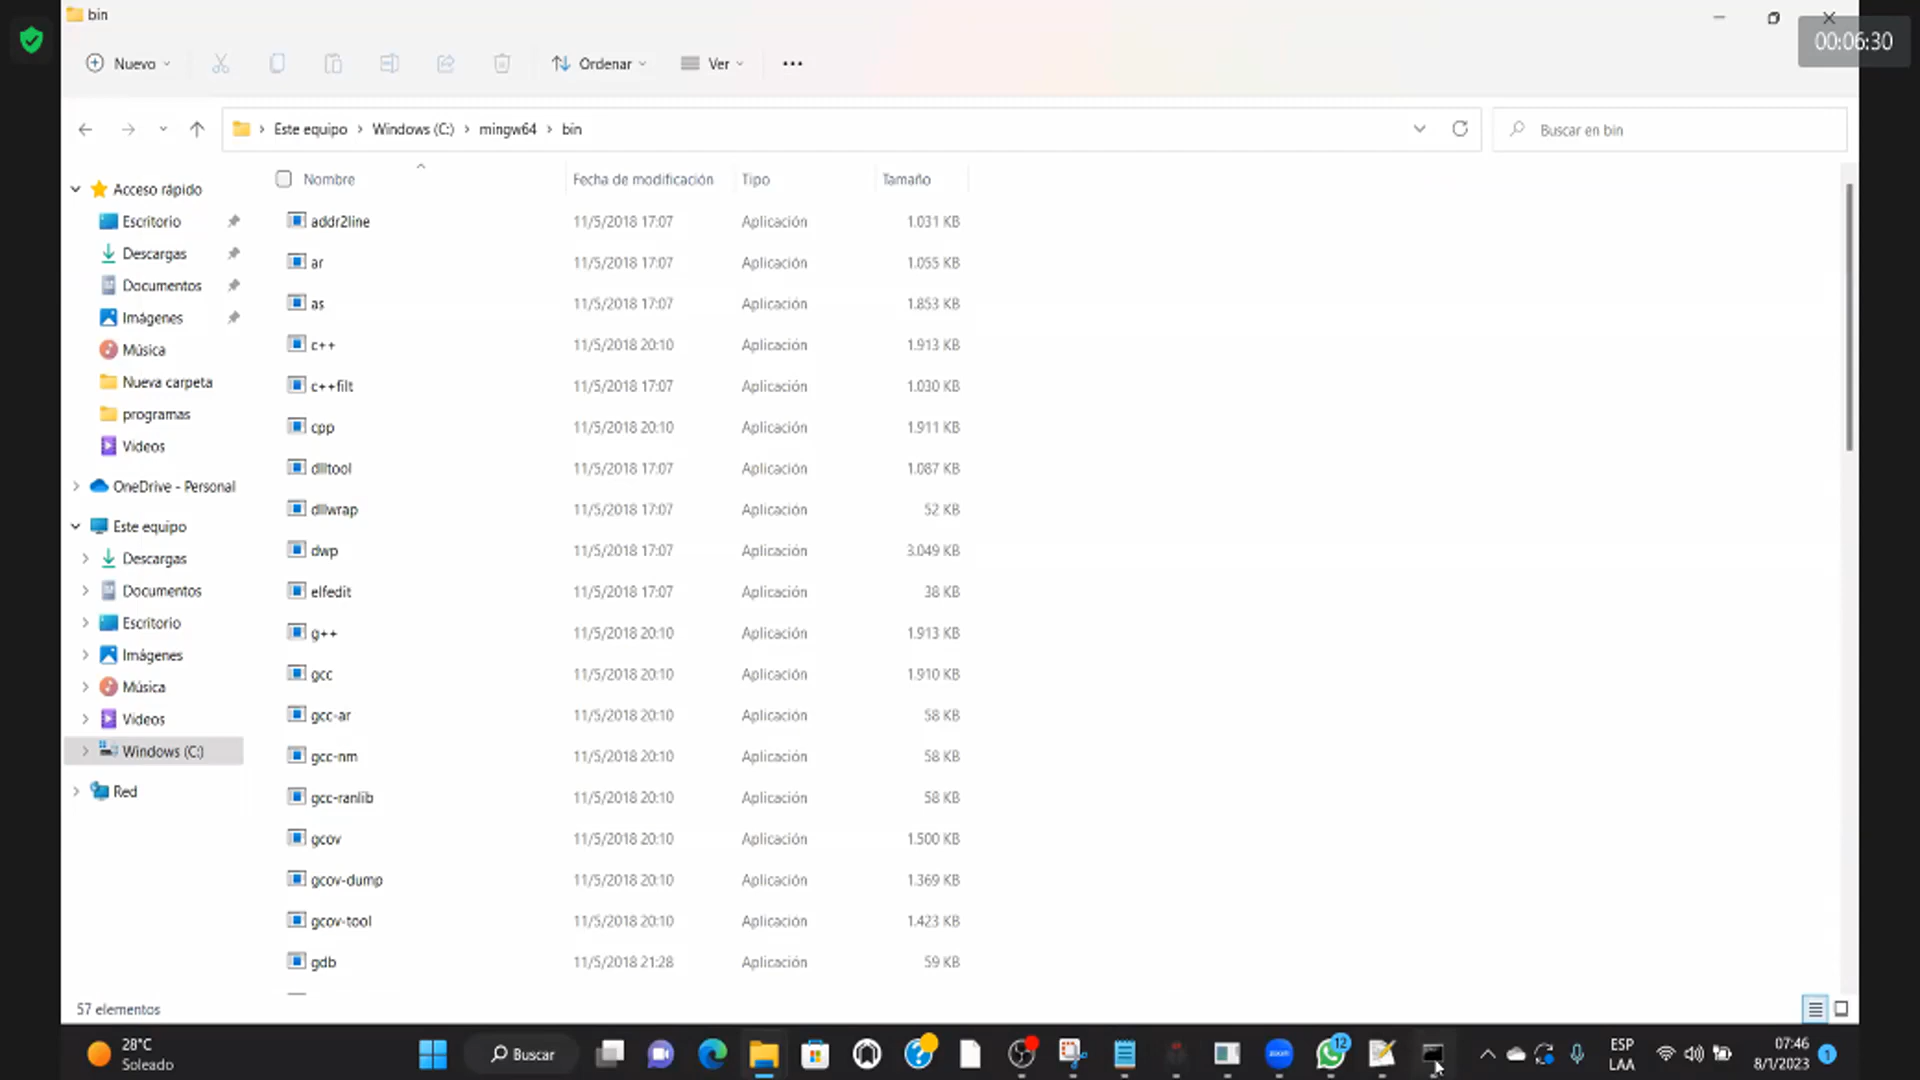 bin
00:06:30
Nuevo
Ordenar
Ver
Este equipo
Windows (C:)
mingw64
bin
Buscar en bin
Acceso rápido
Escritorio
Descargas
Documentos
Imágenes
Música
Nueva carpeta
programas
Videos
OneDrive - Personal
Este equipo
Descargas
Documentos
Escritorio
Imágenes
Música
Videos
Windows (C:)
Red
Nombre Fecha de modificación Tipo Tamaño
addr2line 11/5/2018 17:07 Aplicación 1.031 KB
ar 11/5/2018 17:07 Aplicación 1.055 KB
as 11/5/2018 17:07 Aplicación 1.853 KB
c++ 11/5/2018 20:10 Aplicación 1.913 KB
c++filt 11/5/2018 17:07 Aplicación 1.030 KB
cpp 11/5/2018 20:10 Aplicación 1.911 KB
dlltool 11/5/2018 17:07 Aplicación 1.087 KB
dllwrap 11/5/2018 17:07 Aplicación 52 KB
dwp 11/5/2018 17:07 Aplicación 3.049 KB
elfedit 11/5/2018 17:07 Aplicación 38 KB
g++ 11/5/2018 20:10 Aplicación 1.913 KB
gcc 11/5/2018 20:10 Aplicación 1.910 KB
gcc-ar 11/5/2018 20:10 Aplicación 58 KB
gcc-nm 11/5/2018 20:10 Aplicación 58 KB
gcc-ranlib 11/5/2018 20:10 Aplicación 58 KB
gcov 11/5/2018 20:10 Aplicación 1.500 KB
gcov-dump 11/5/2018 20:10 Aplicación 1.369 KB
gcov-tool 11/5/2018 20:10 Aplicación 1.423 KB
gdb 11/5/2018 21:28 Aplicación 59 KB
57 elementos
28°C
Soleado
Buscar
zoom
12
ESP
LAA
07:46
8/1/2023
1